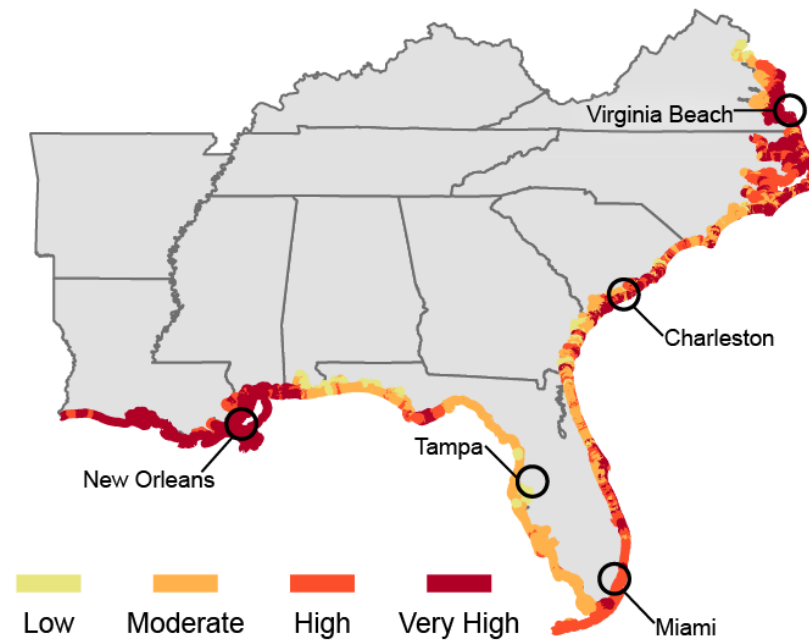 Virginia Beach
Charleston
Tampa
New Orleans
Miami
Low Moderate High Very High